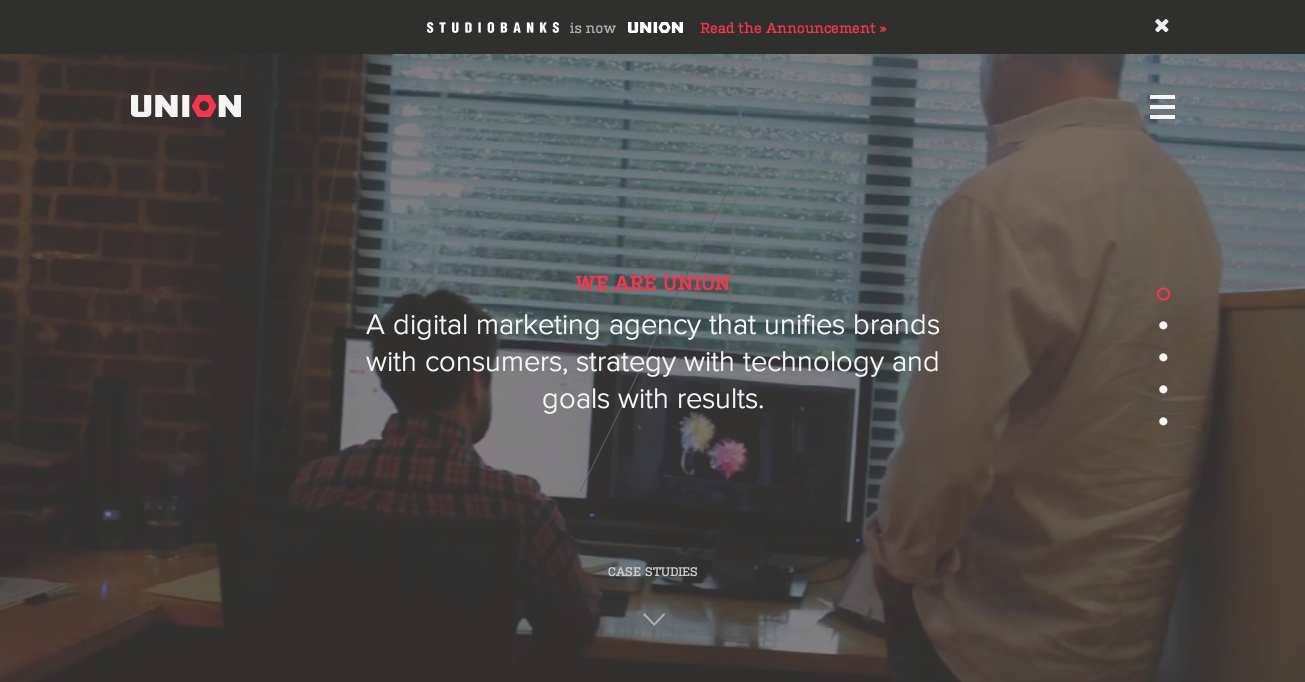 STUDIOBANKS is now UNION Read the Announcement »
UNION
WE ARE UNION
A digital marketing agency that unifies brands
with consumers, strategy with technology and
goals with results.
CASE STUDIES